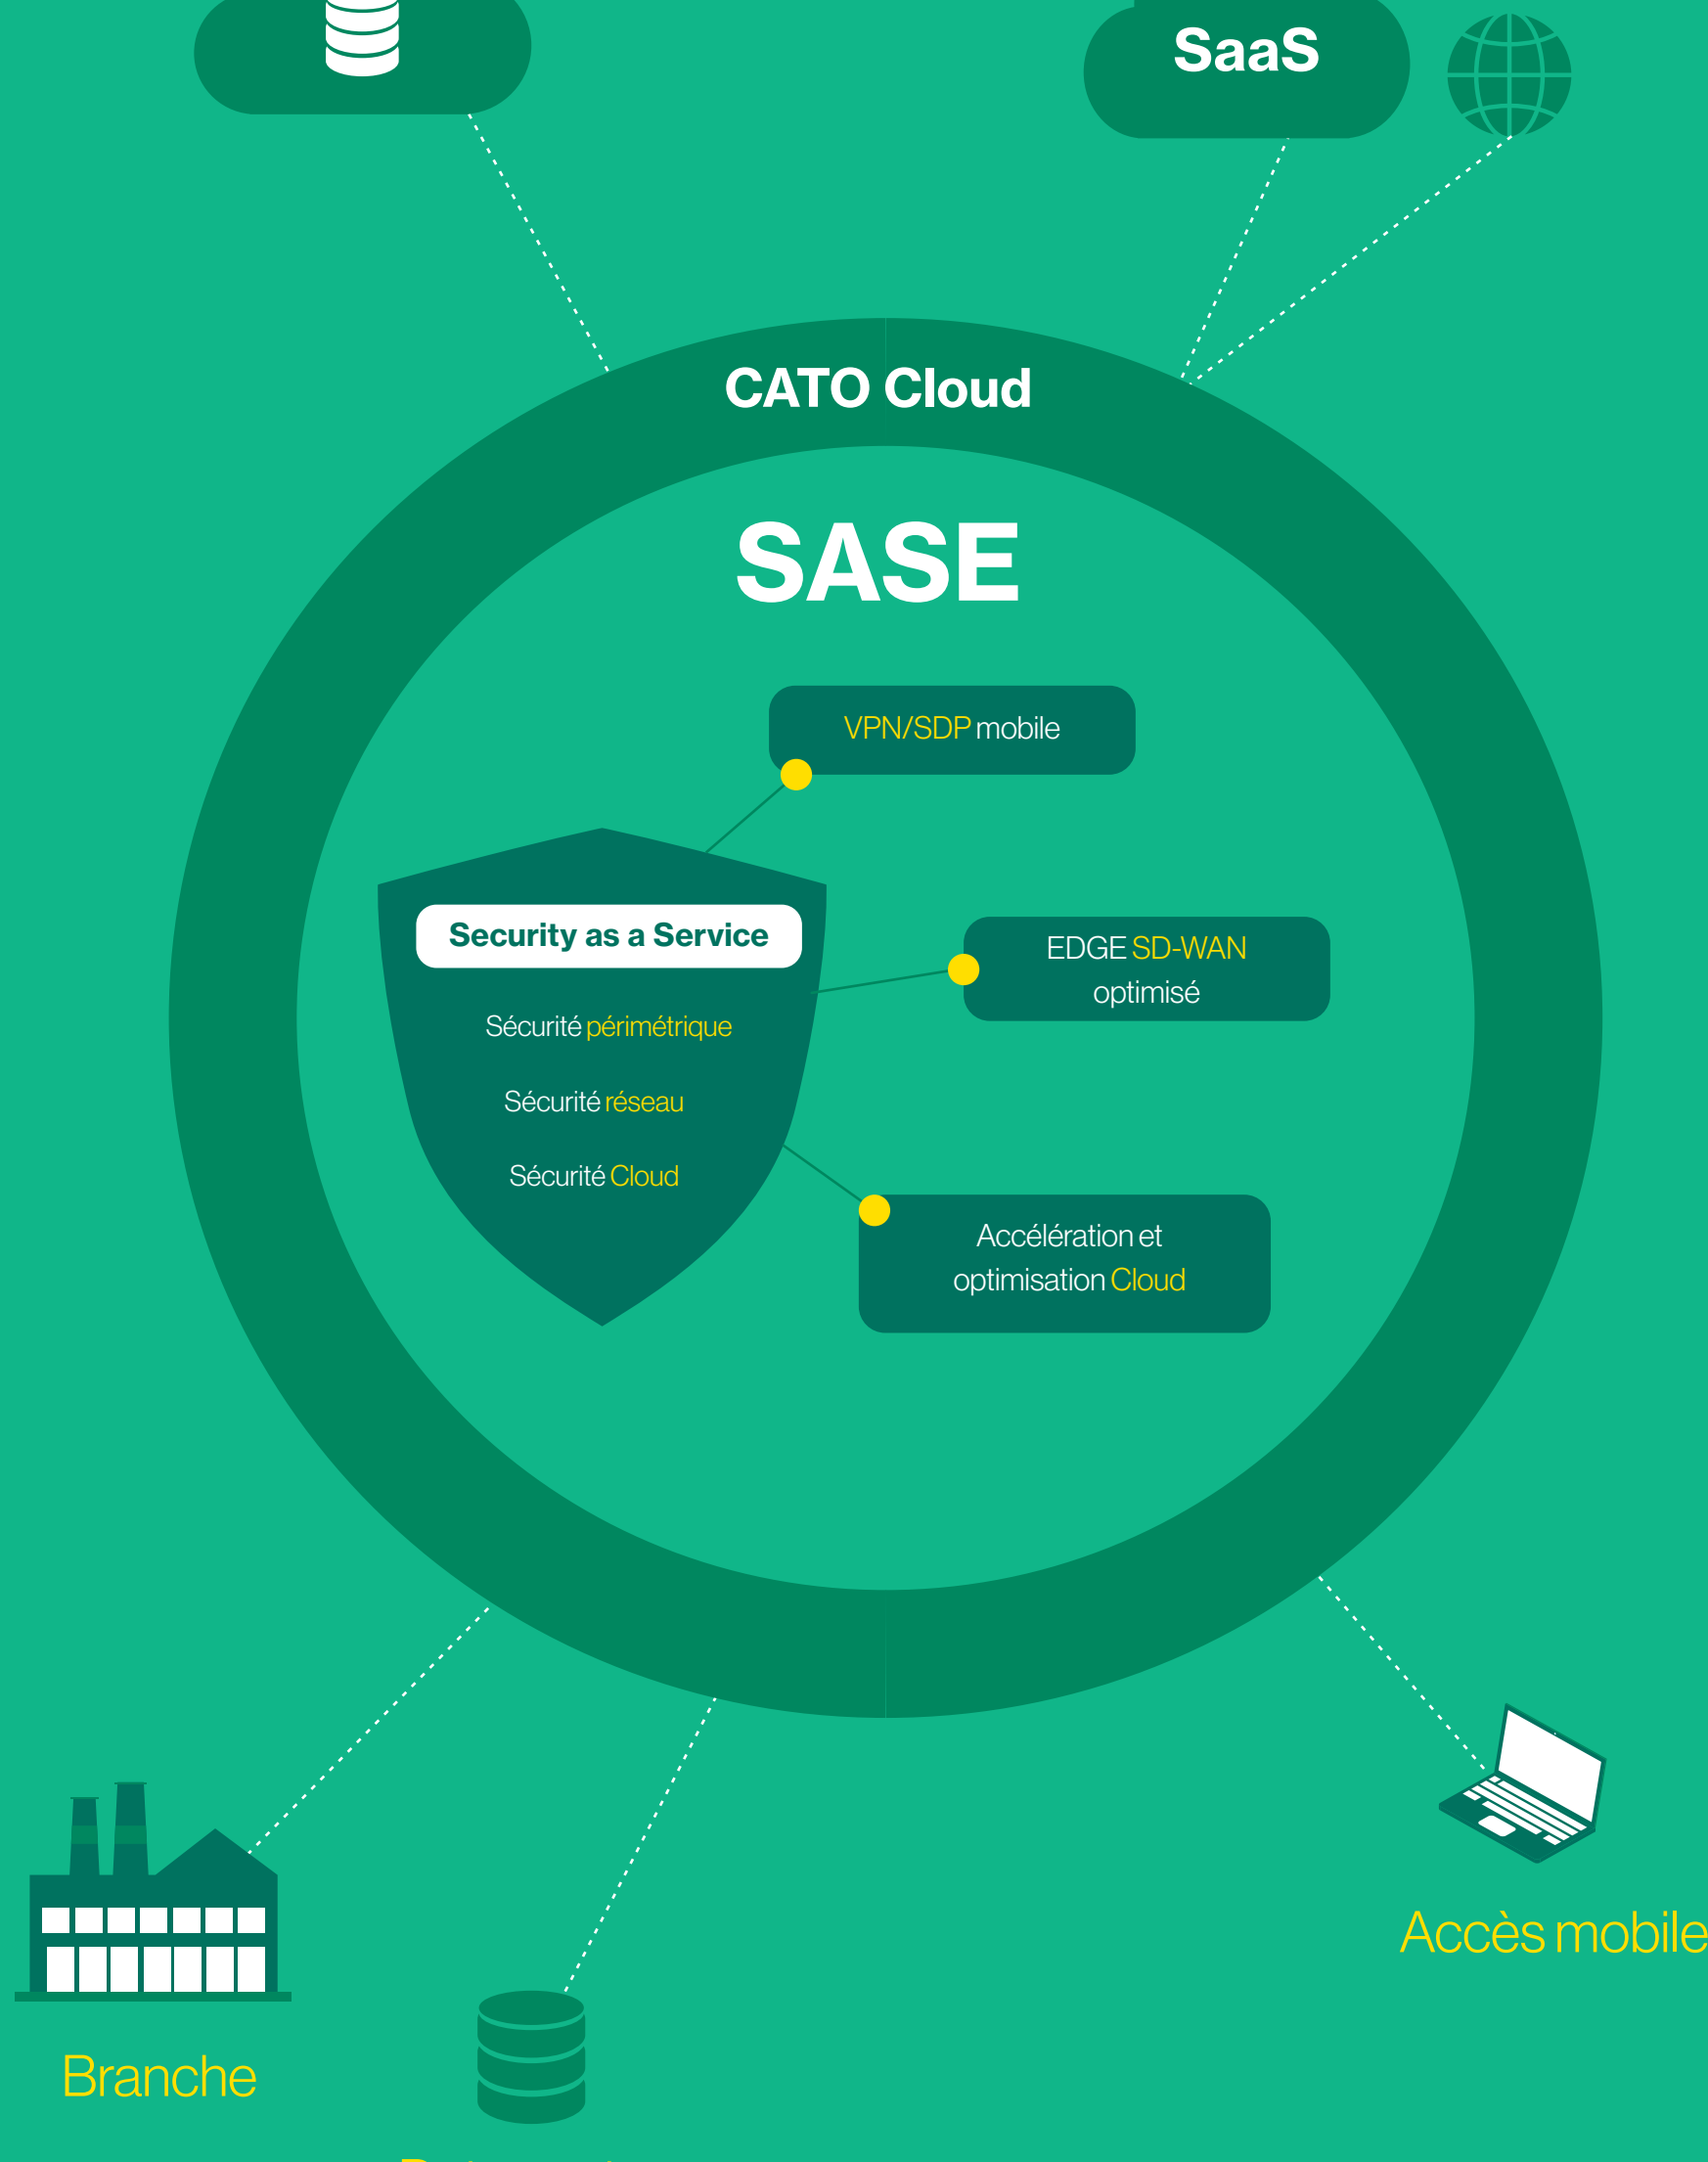 SaaS
CATO Cloud
SASE
VPN/SDP mobile
Security as a Service
Sécurité périmétrique
Sécurité réseau
Sécurité Cloud
EDGE SD-WAN
optimisé
Accélération et
optimisation Cloud
Accès mobile
Branche